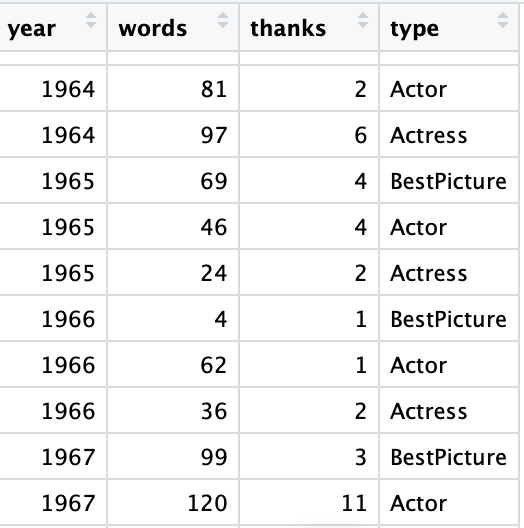 year words thanks type
1964 81 2 Actor
1964 97 6 Actress
1965 69 4 BestPicture
1965 46 4 Actor
1965 24 2 Actress
1966 4 1 BestPicture
1966 62 1 Actor
1966 36 2 Actress
1967 99 3 BestPicture
1967 120 11 Actor